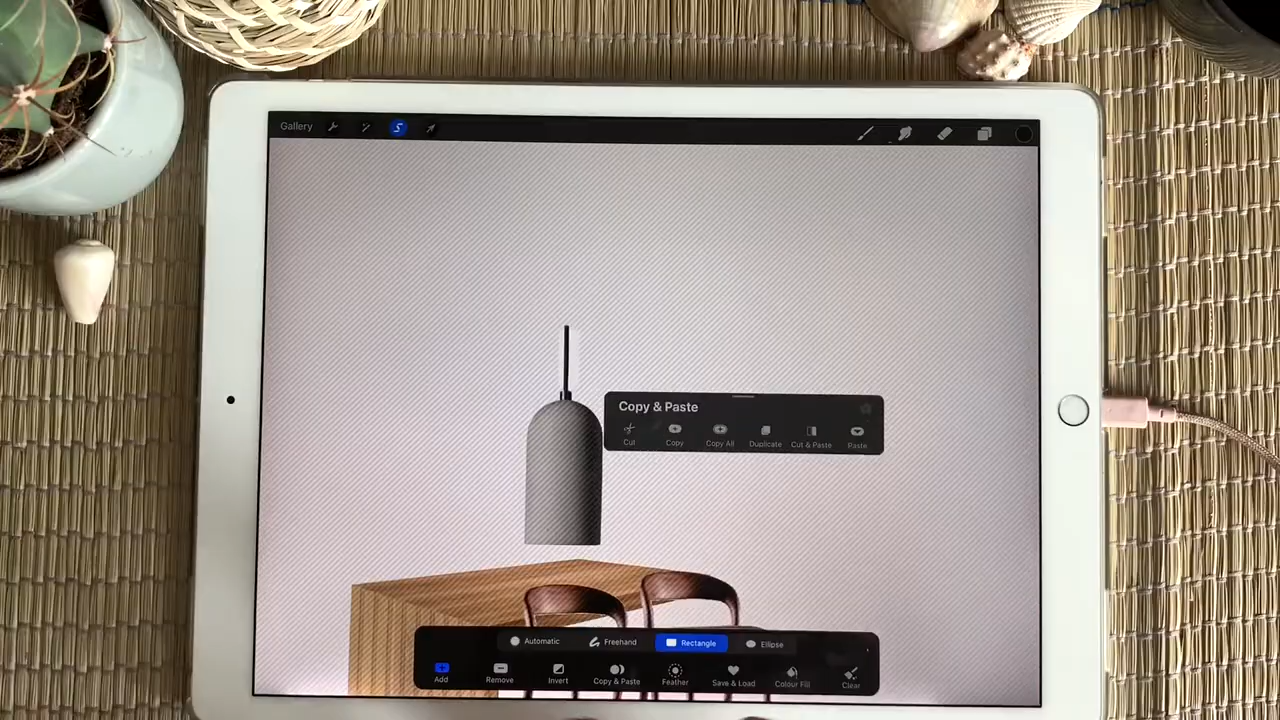 Gallery
Copy & Paste
Cut Copy Copy All Duplicate Cut & Paste Paste
Automatic Freehand Rectangle Ellipse
Add Remove Invert Copy & Paste Feather Save & Load Colour Fill Clear